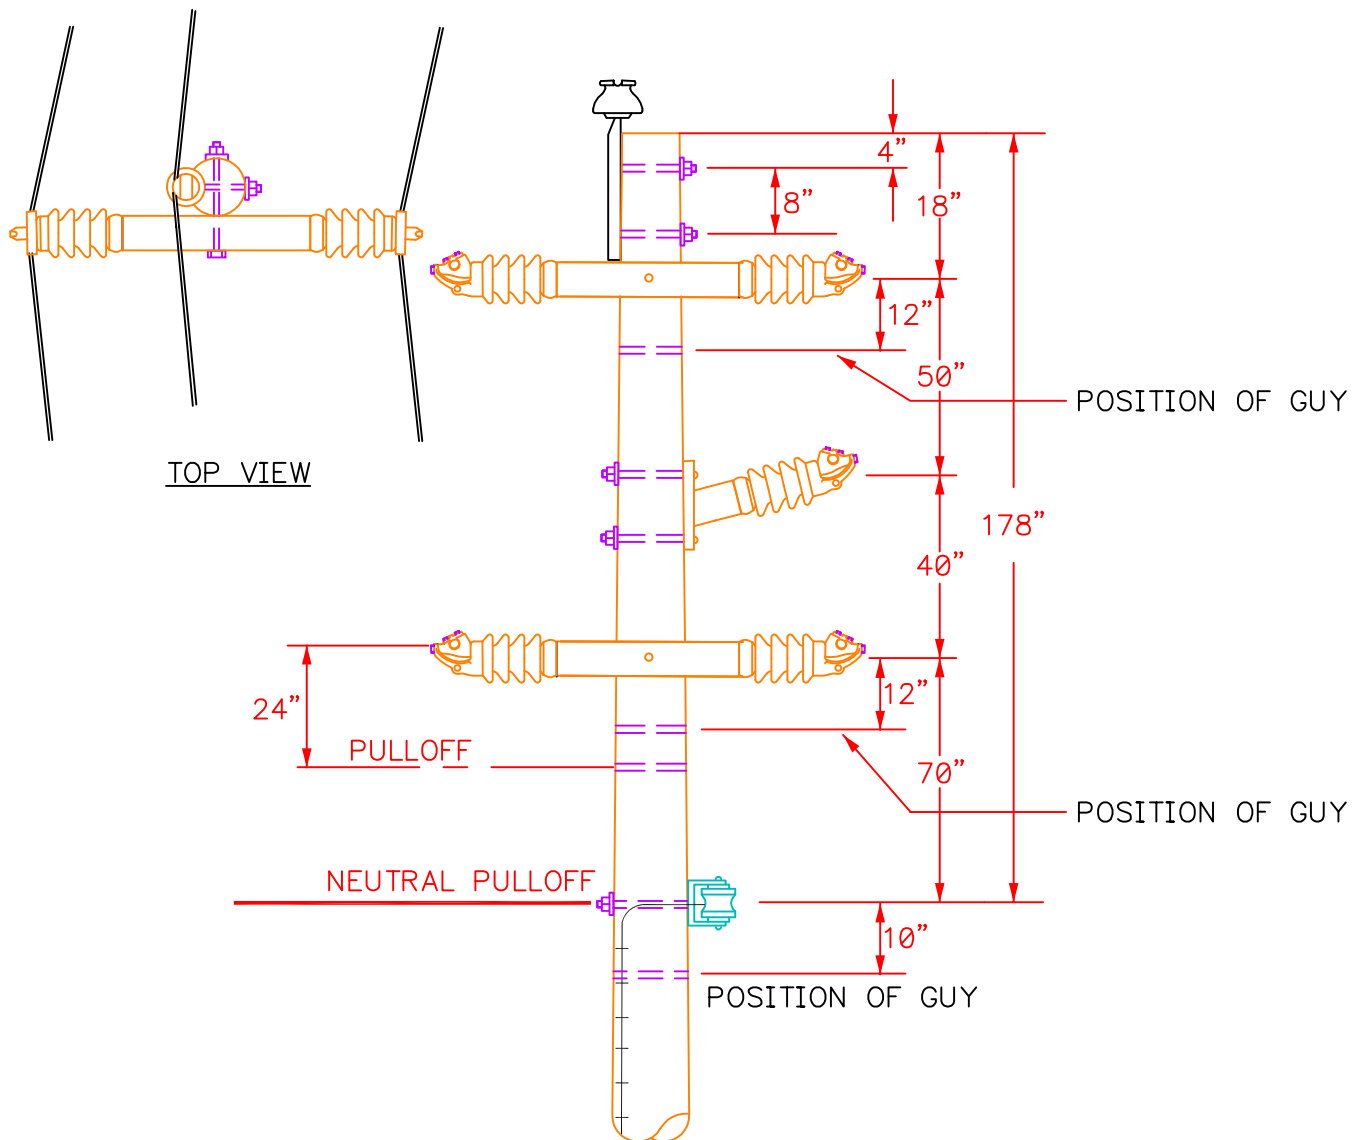 4”
8”
18”
12”
50”
POSITION OF GUY
TOP VIEW
178”
40”
12”
24”
PULLOFF
70”
POSITION OF GUY
NEUTRAL PULLOFF
10”
POSITION OF GUY